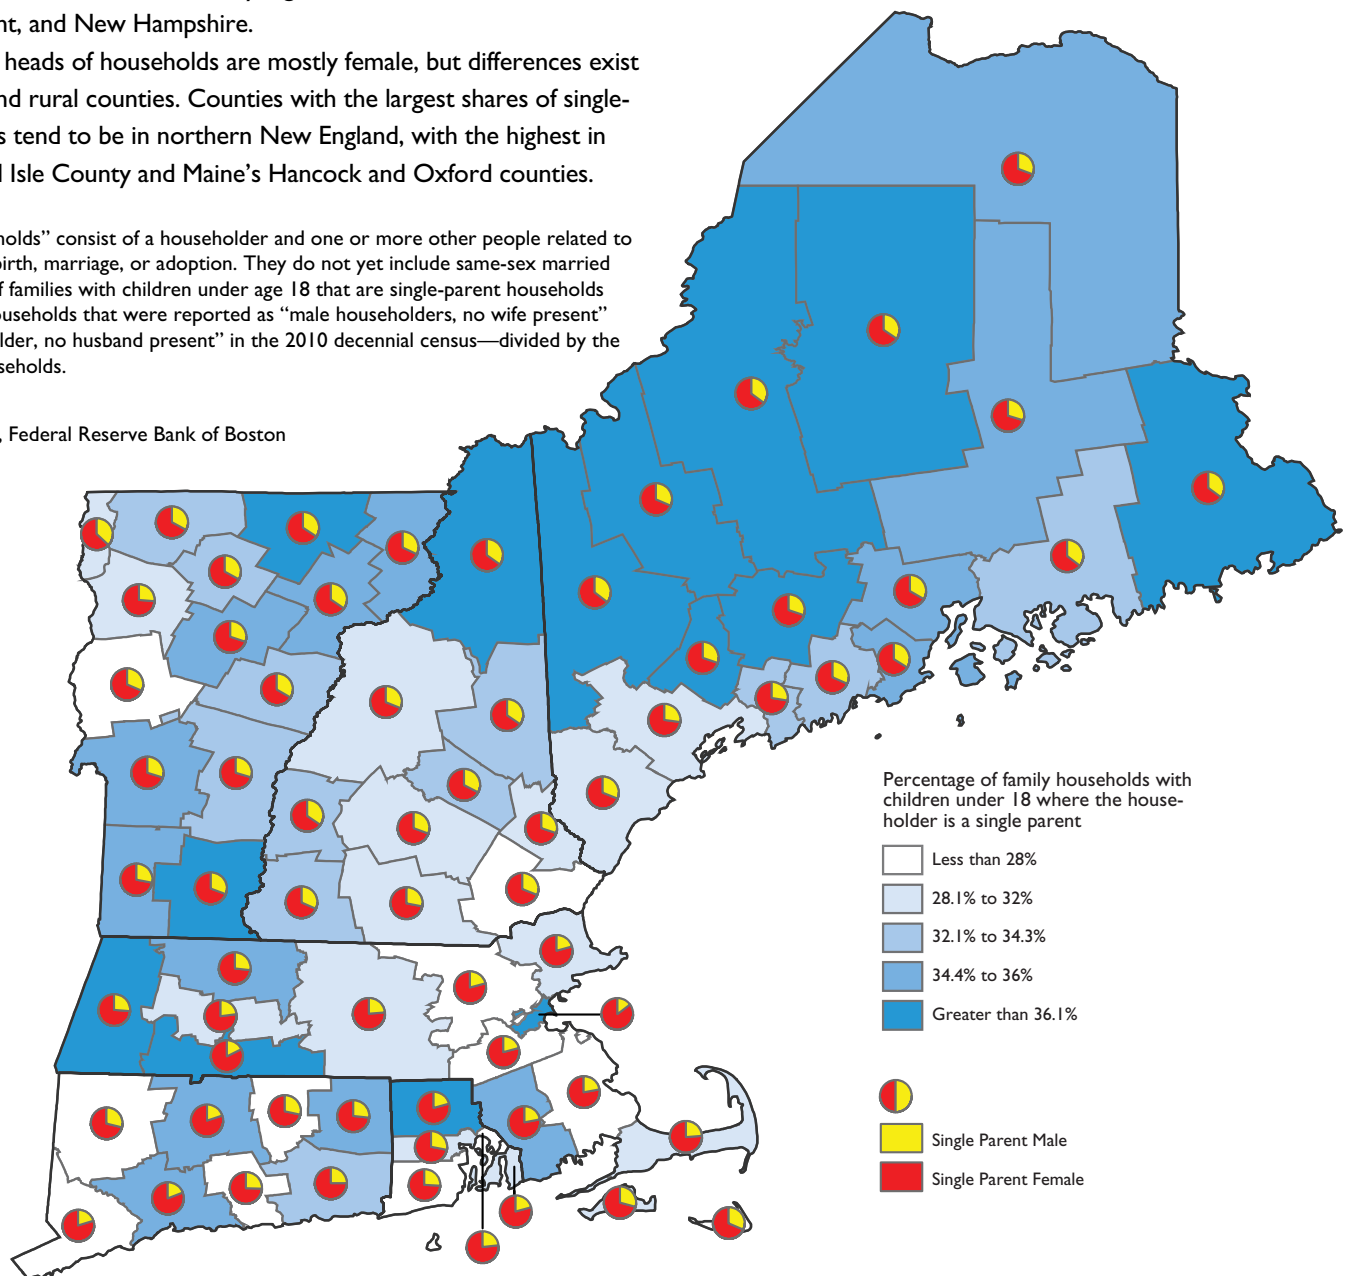 nt, and New Hampshire.
heads of households are mostly female, but differences exist
nd rural counties. Counties with the largest shares of single-
s tend to be in northern New England, with the highest in
l Isle County and Maine's Hancock and Oxford counties.
holds” consist of a householder and one or more other people related to
birth, marriage, or adoption. They do not yet include same-sex married
f families with children under age 18 that are single-parent households
ouseholds that were reported as “male householders, no wife present”
lder, no husband present” in the 2010 decennial census—divided by the
seholds.
, Federal Reserve Bank of Boston
Percentage of family households with
children under 18 where the house-
holder is a single parent
Less than 28%
28.1% to 32%
32.1% to 34.3%
34.4% to 36%
Greater than 36.1%
Single Parent Male
Single Parent Female